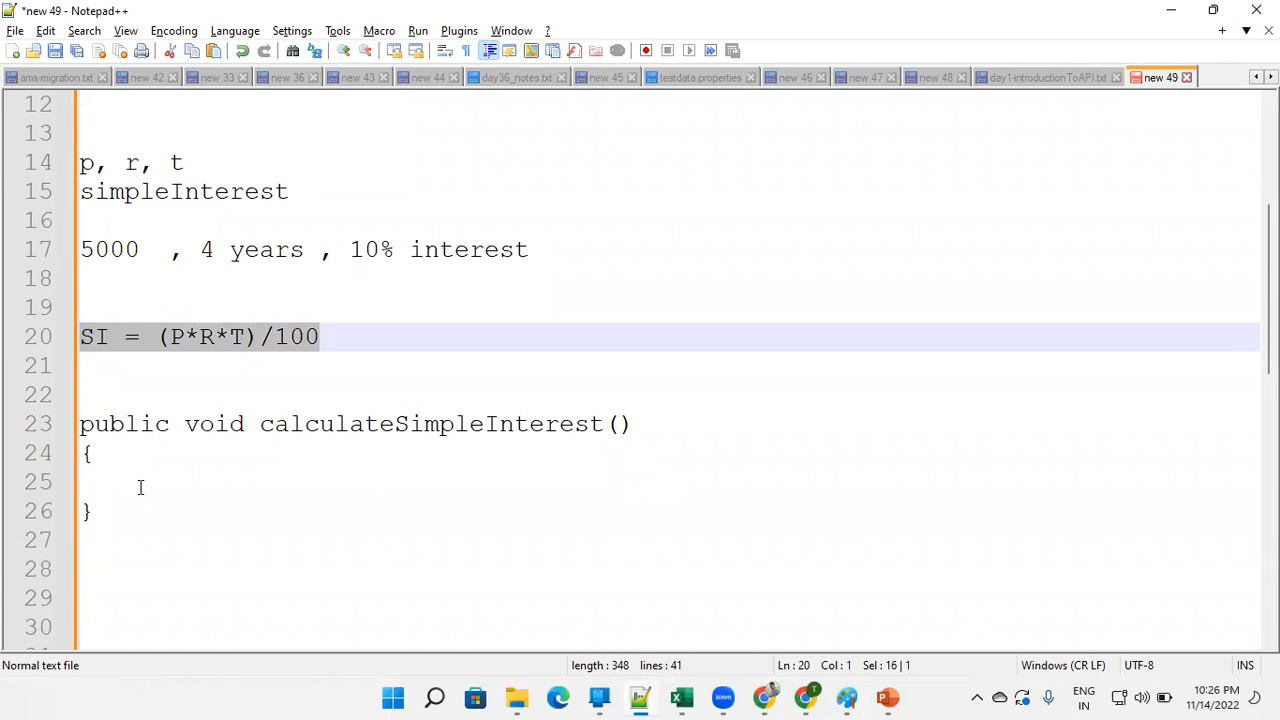 *new 49 - Notepad++
File Edit Search View Encoding Language Settings Tools Macro Run Plugins Window ?
ams-migration.txt new 42 new 33 new 36 new 43 new 44 day36_notes.txt new 45 testdata.properties new 46 new 47 new 48 day1-introductionToAPI.txt new 49
12
13
14 p, r, t
15 simpleInterest
16
17 5000 , 4 years , 10% interest
18
19
20 SI = (P*R*T)/100
21
22
23 public void calculateSimpleInterest()
24 {
25
26 }
27
28
29
30
Normal text file length : 348 lines : 41 Ln : 20 Col : 1 Sel : 16 | 1 Windows (CR LF) UTF-8 INS
ENG
IN
10:26 PM
11/14/2022